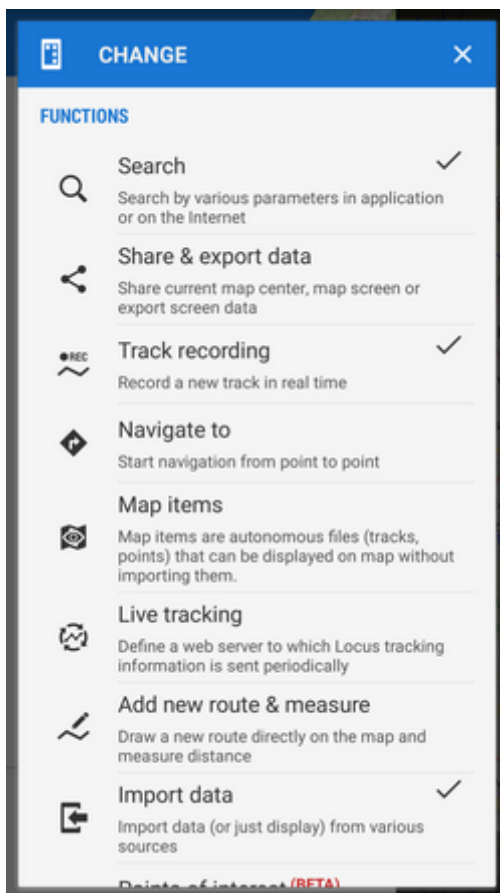 CHANGE
FUNCTIONS
Search
Search by various parameters in application
or on the Internet
Share & export data
Share current map center, map screen or
export screen data
REC
Track recording
Record a new track in real time
Navigate to
Start navigation from point to point
Map items
Map items are autonomous files (tracks,
points) that can be displayed on map without
importing them.
Live tracking
Define a web server to which Locus tracking
information is sent periodically
Add new route & measure
Draw a new route directly on the map and
measure distance
Import data
Import data (or just display) from various
sources
Points of interest (BETA)